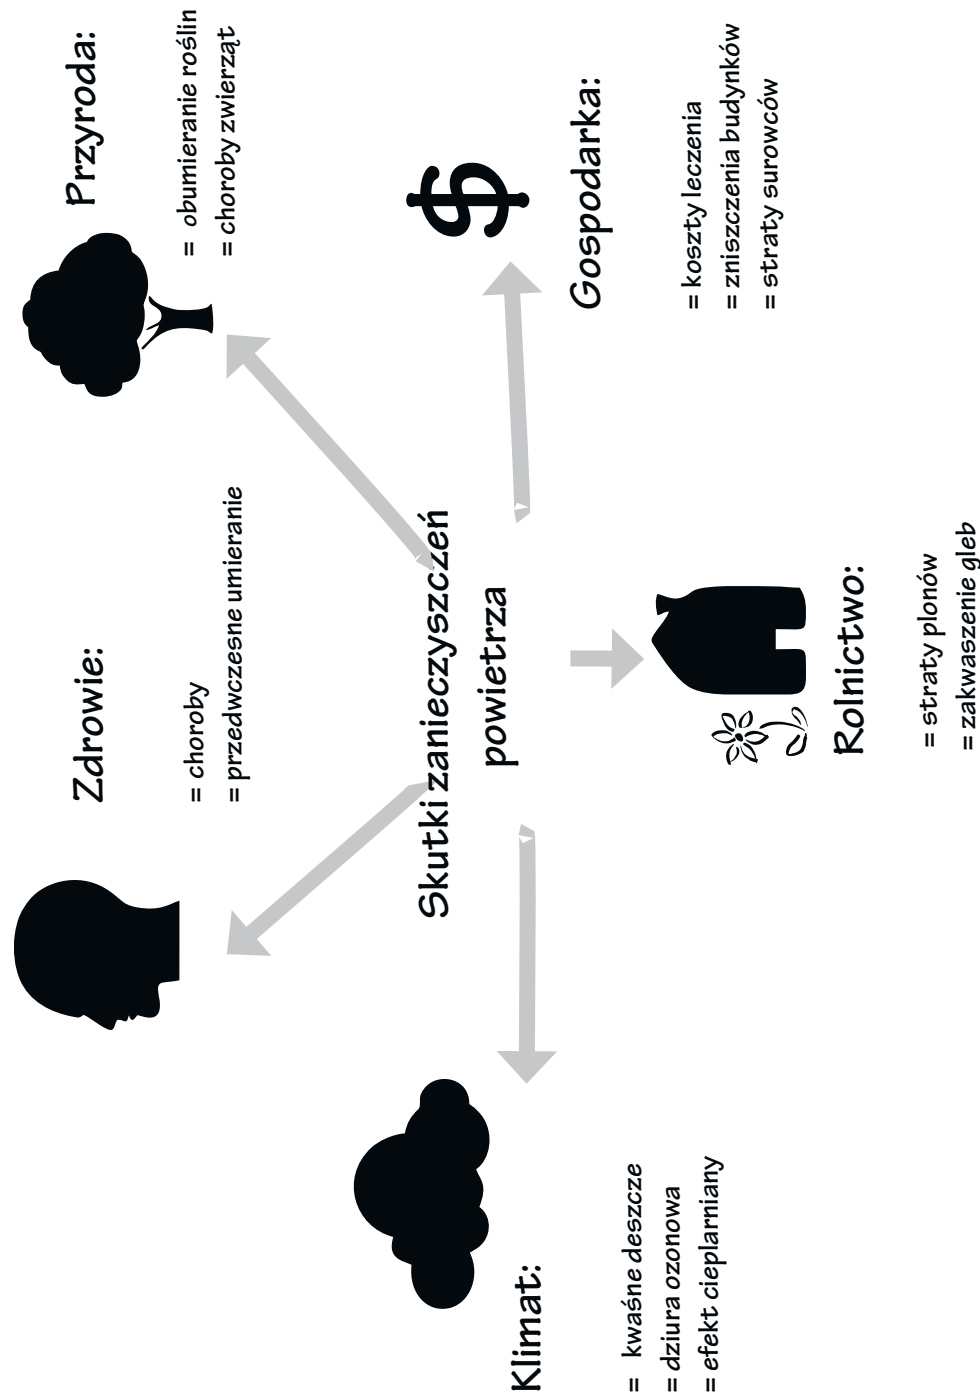 Skutki zanieczyszczeń
powietrza
Klimat:
= kwaśne deszcze
= dziura ozonowa
= efekt cieplarniany
Zdrowie:
= choroby
= przedwczesne umieranie
Przyroda:
= obumieranie roślin
= choroby zwierząt
Gospodarka:
= koszty leczenia
= zniszczenia budynków
= straty surowców
Rolnictwo:
= straty plonów
= zakwaszenie gleb